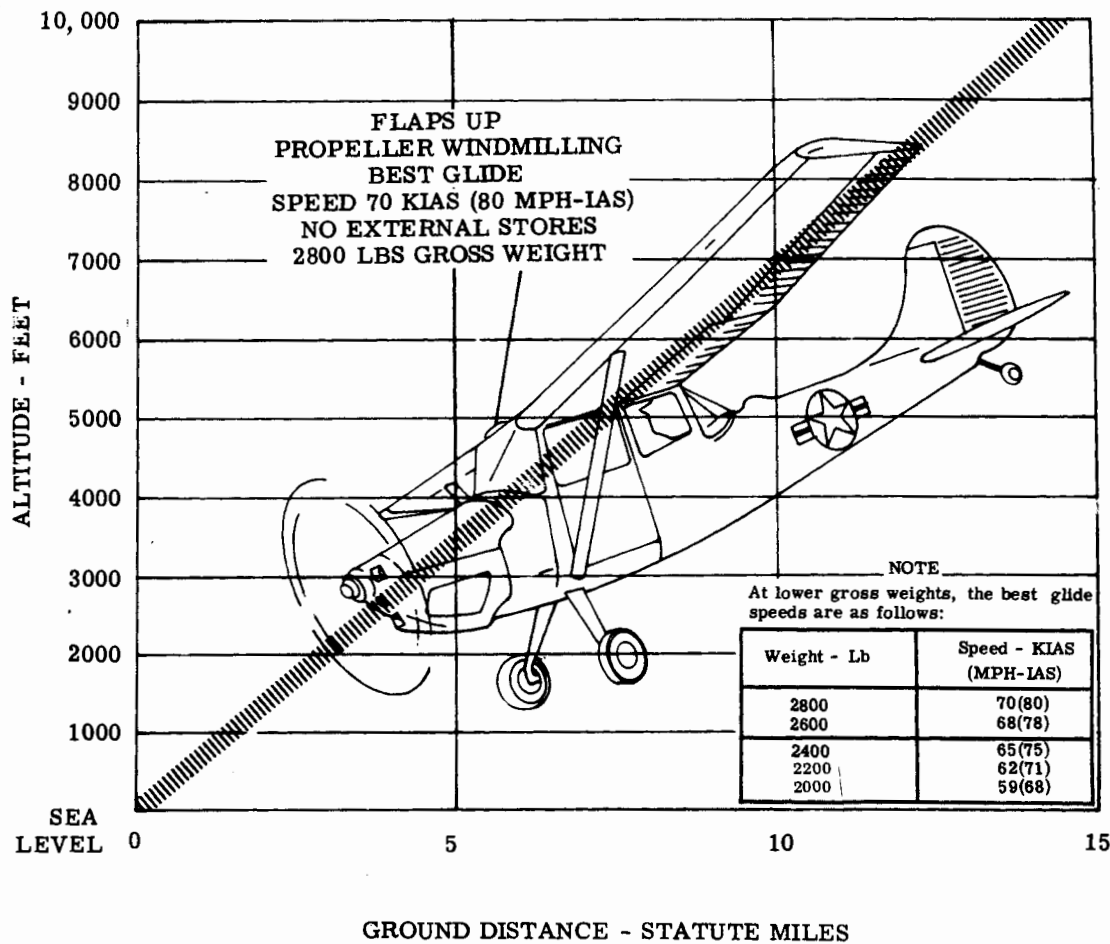 10,000
9000
8000
7000
6000
5000
4000
3000
2000
1000
SEA
LEVEL
ALTITUDE - FEET
FLAPS UP
PROPELLER WINDMILLING
BEST GLIDE
SPEED 70 KIAS (80 MPH-IAS)
NO EXTERNAL STORES
2800 LBS GROSS WEIGHT
NOTE
At lower gross weights, the best glide
speeds are as follows:
Weight - Lb Speed - KIAS
(MPH-IAS)
2800 70(80)
2600 68(78)
2400 65(75)
2200 62(71)
2000 59(68)
0 5 10 15
GROUND DISTANCE - STATUTE MILES